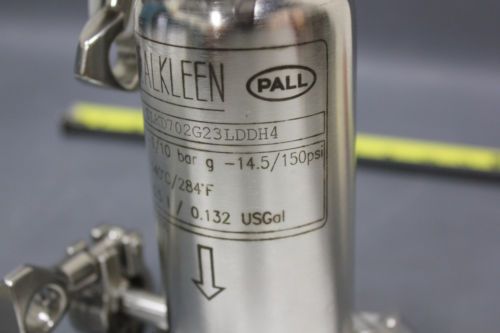 ALKLEEN
PALL
702G23LDDH4
/10 bar g -14.5/150psi
°C/284°F
/ 0.132 USGal